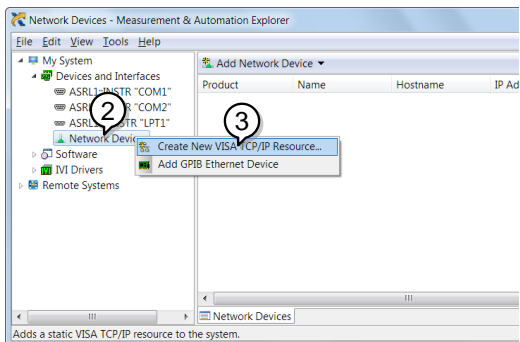 Network Devices - Measurement & Automation Explorer
File Edit View Tools Help
My System
Devices and Interfaces
ASRL1::INSTR "COM1"
"COM2"
"LPT1"
Network
Software
IVI Drivers
Remote Systems
2
3
Create New VISA TCP/IP Resource...
Add GPIB Ethernet Device
Add Network Device
Product Name Hostname IP Ad
Network Devices
Adds a static VISA TCP/IP resource to the system.